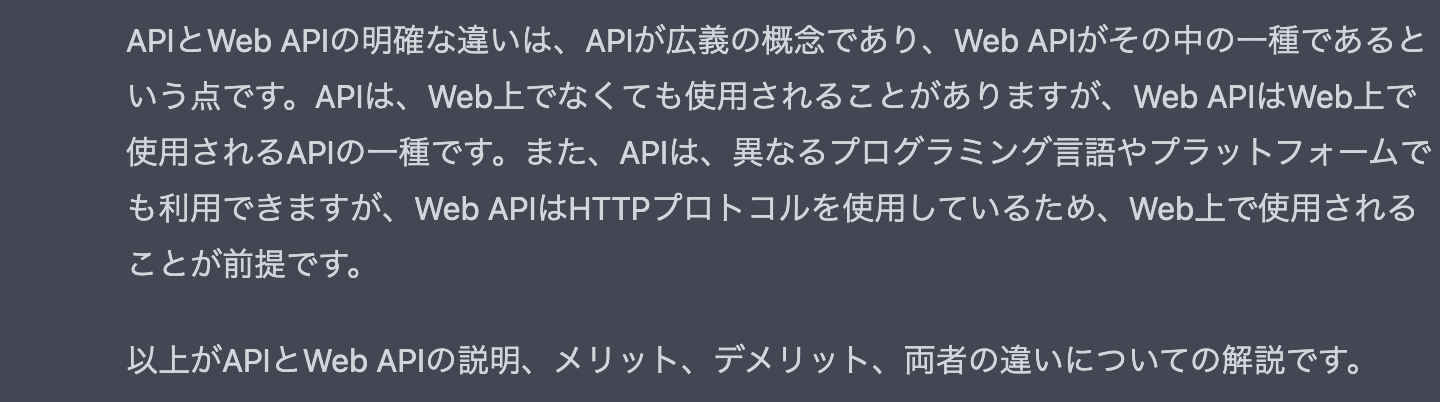 APIとWeb APIの明確な違いは、APIが広義の概念であり、Web APIがその中の一種であると
いう点です。APIは、Web上でなくても使用されることがありますが、Web APIはWeb上で
使用されるAPIの一種です。また、APIは、異なるプログラミング言語やプラットフォームで
も利用できますが、Web APIはHTTPプロトコルを使用しているため、Web上で使用される
ことが前提です。
以上がAPIとWeb APIの説明、メリット、デメリット、両者の違いについての解説です。